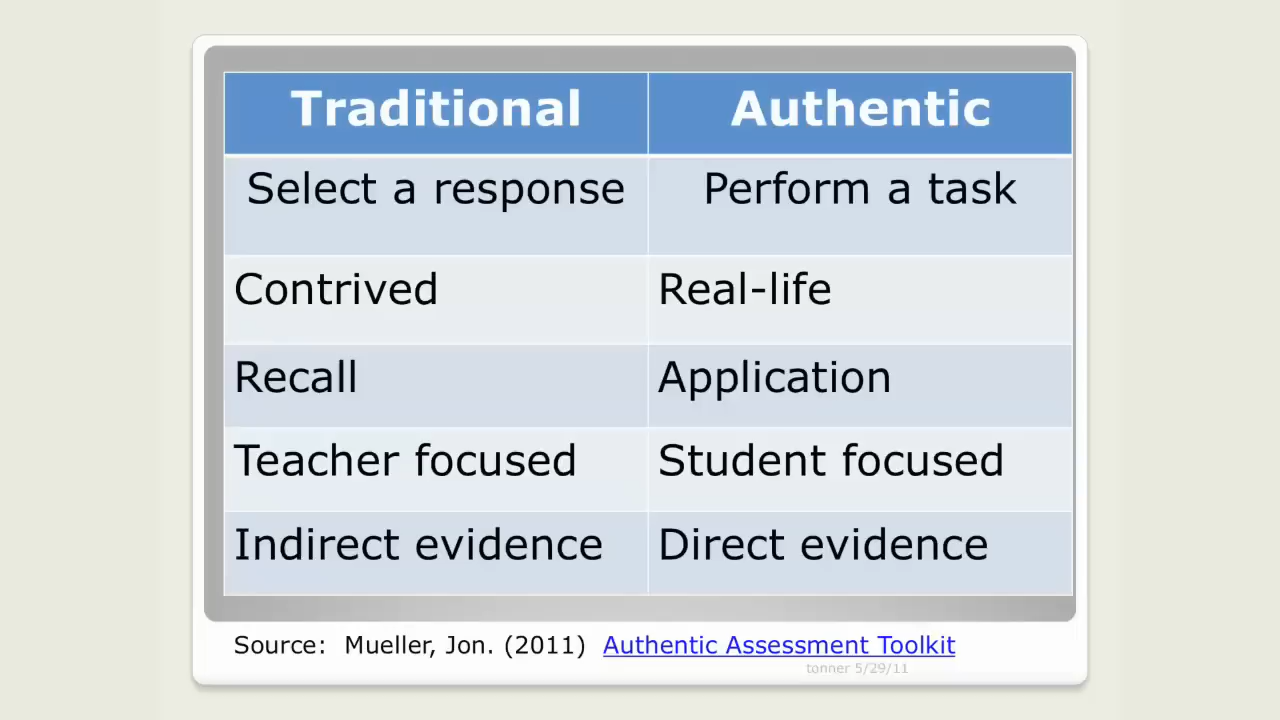 Traditional Authentic
Select a response Perform a task
Contrived Real-life
Recall Application
Teacher focused Student focused
Indirect evidence Direct evidence
Source: Mueller, Jon. (2011) Authentic Assessment Toolkit
tonner 5/29/11